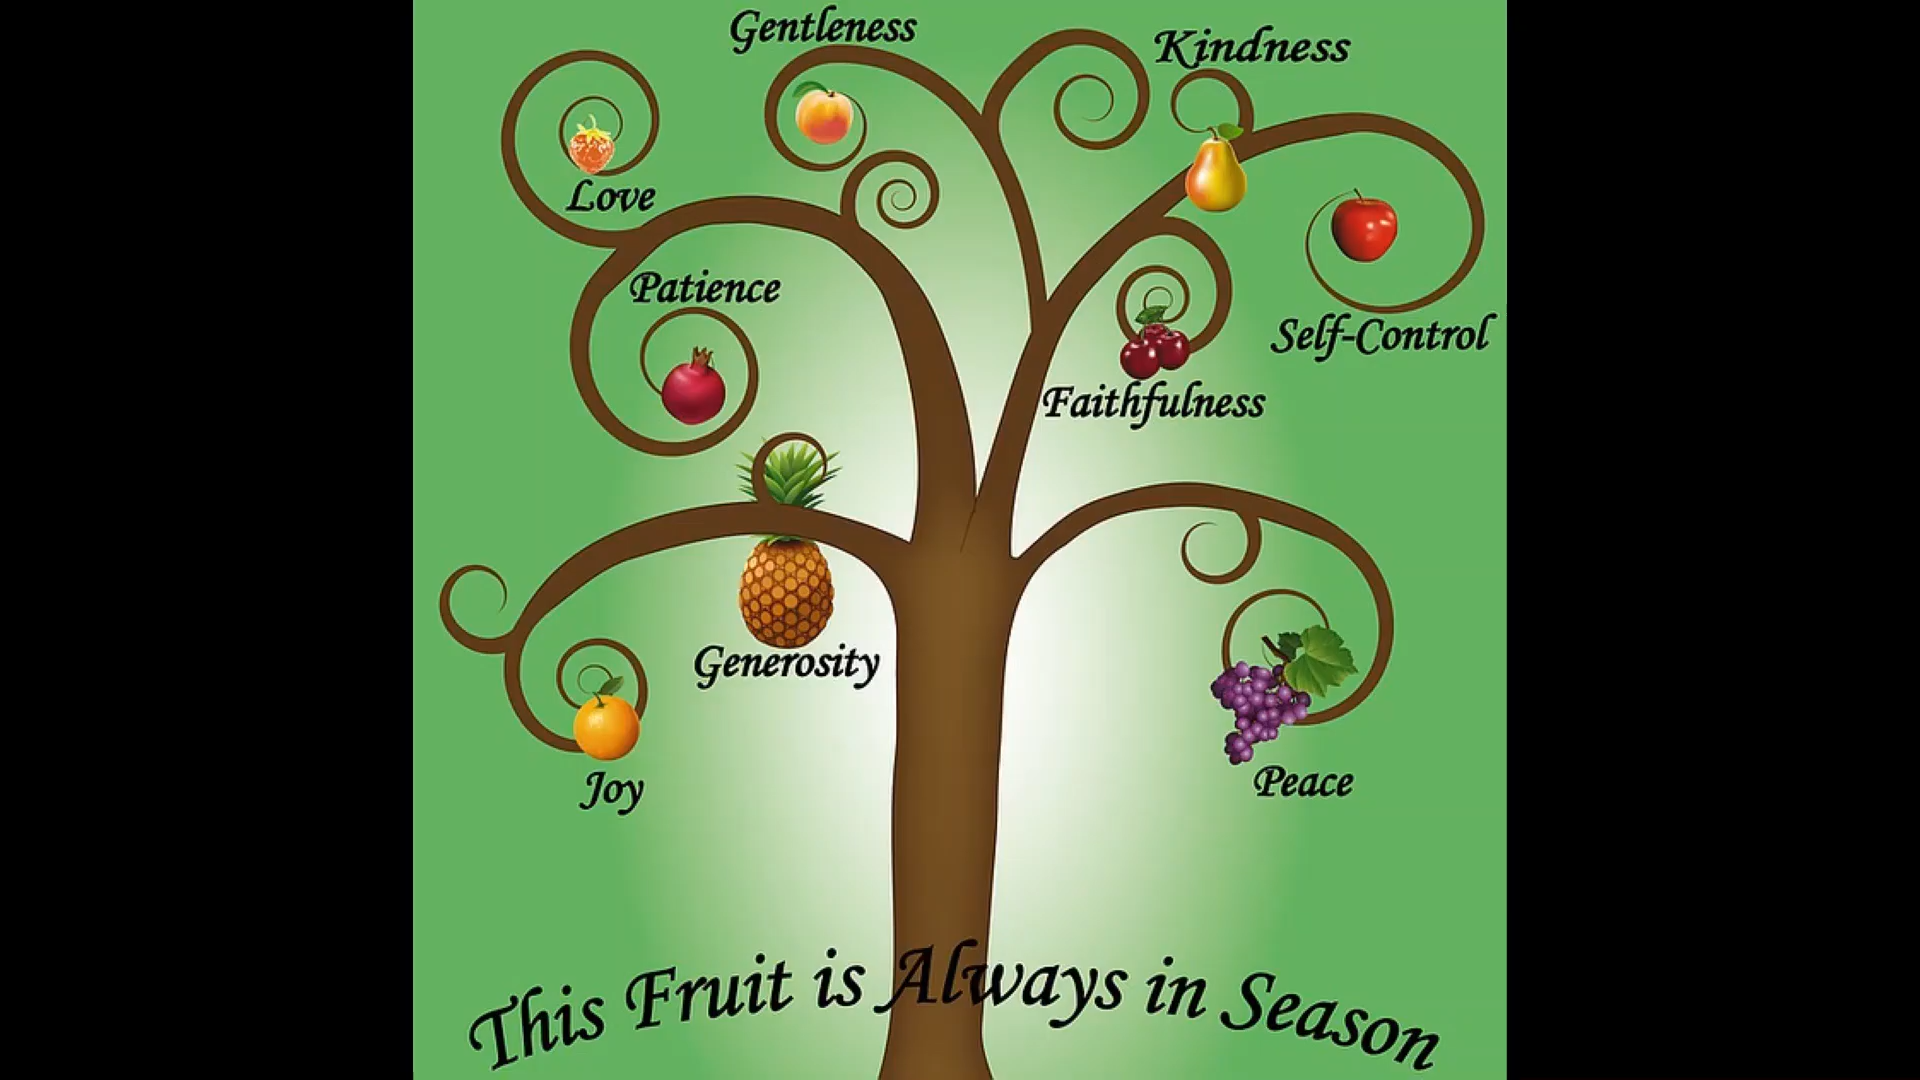 Gentleness
Kindness
Love
Patience
Self-Control
Faithfulness
Generosity
Joy
Peace
This Fruit is Always in Season